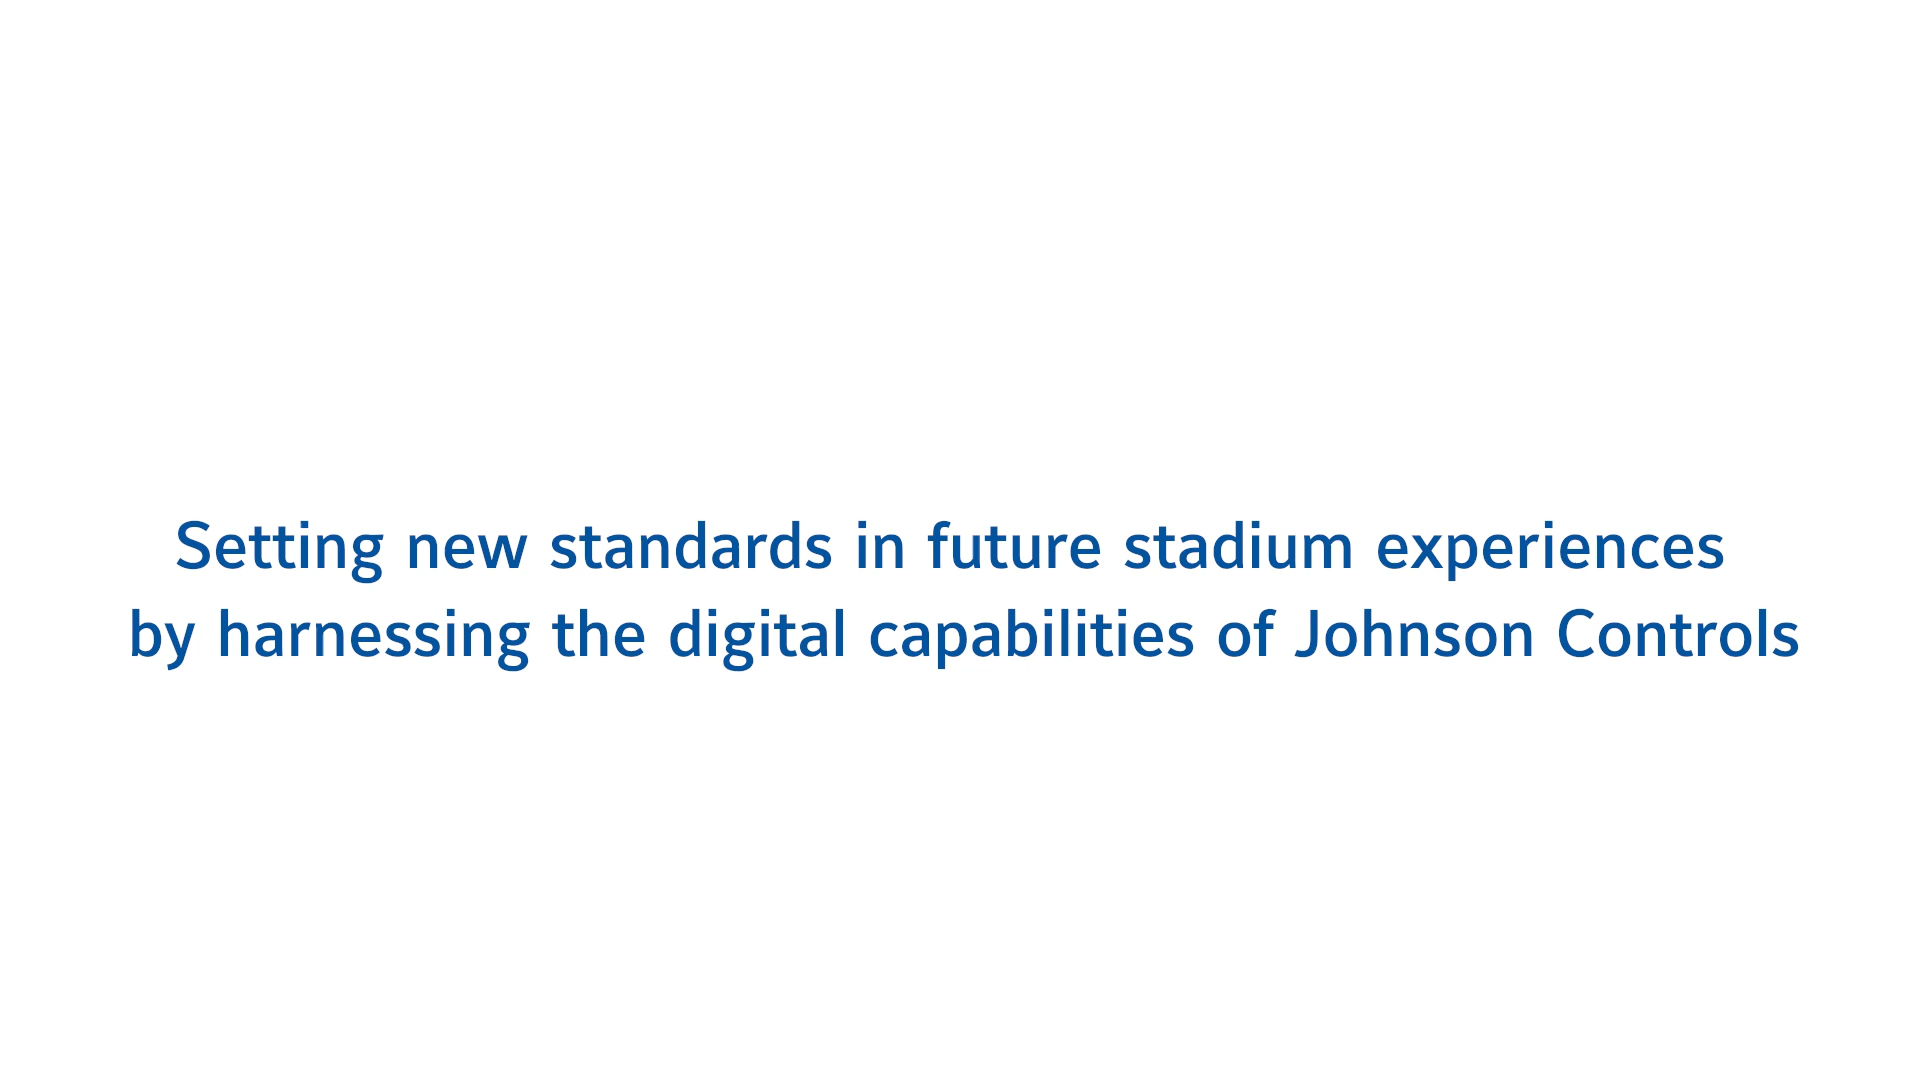 Setting new standards in future stadium experiences
by harnessing the digital capabilities of Johnson Controls